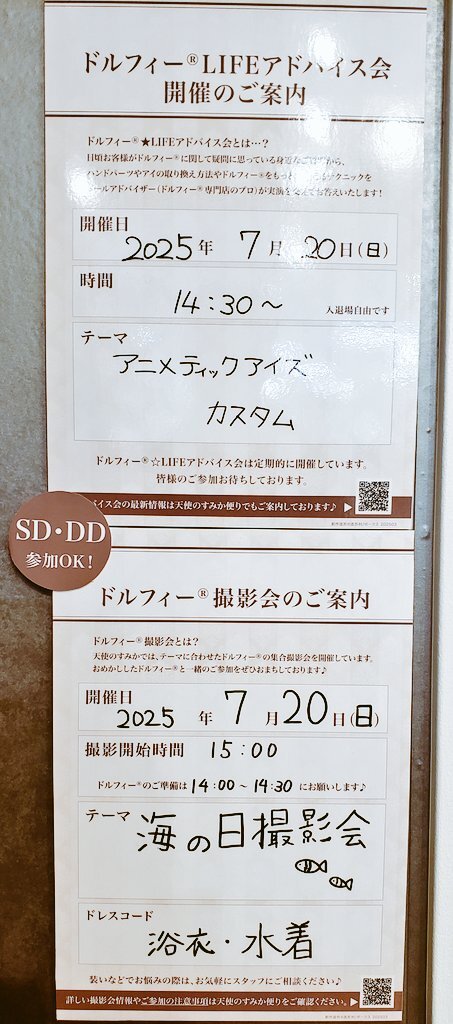 ドルフィー®LIFEアドバイス会
開催のご案内
ドルフィー®★LIFEアドバイス会とは…?
日頃お客様がドルフィー®に関して疑問に思っている身近な
ハンドパーツやアイの取り換え方法やドルフィー®をもっと テクニックを
ールアドバイザー(ドルフィー®専門店のプロ)が実演を交えてお答えいたします!
開催日
2025年 7月 20日(日)
時間
14:30～ 入退場自由です
テーマ
アニメティックアイズ
カスタム
ドルフィー®☆LIFEアドバイス会は定期的に開催しています。
皆様のご参加お待ちしております。
バイス会の最新情報は天使のすみか便りでもご案内しております♪ ▶
SD・DD
参加OK!
ドルフィー®撮影会のご案内
ドルフィー®撮影会とは?
天使のすみかでは、テーマに合わせたドルフィー®の集合撮影会を開催しています。
おめかししたドルフィー®と一緒のご参加をぜひおまちしております♪
開催日
2025年 7月20日(日)
撮影開始時間 15:00
ドルフィー®のご準備は 14:00～14:30 にお願いします♪
テーマ 海の日撮影会
ドレスコード
浴衣・水着
装いなどでお悩みの際は、お気軽にスタッフにご相談ください♪
詳しい撮影会情報やご参加の注意事項は天使のすみか便りをご確認ください。 ▶